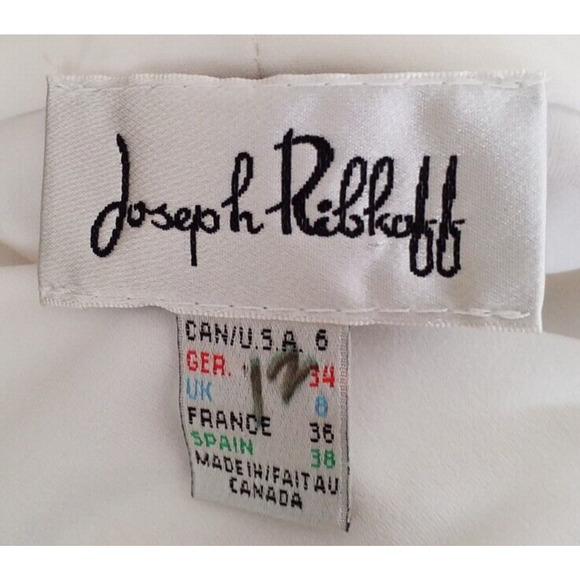 Joseph Ribkoff
CAN/U.S.A. 6
GER. 34
UK 8
FRANCE 36
SPAIN 38
MADE IN/FAIT AU
CANADA